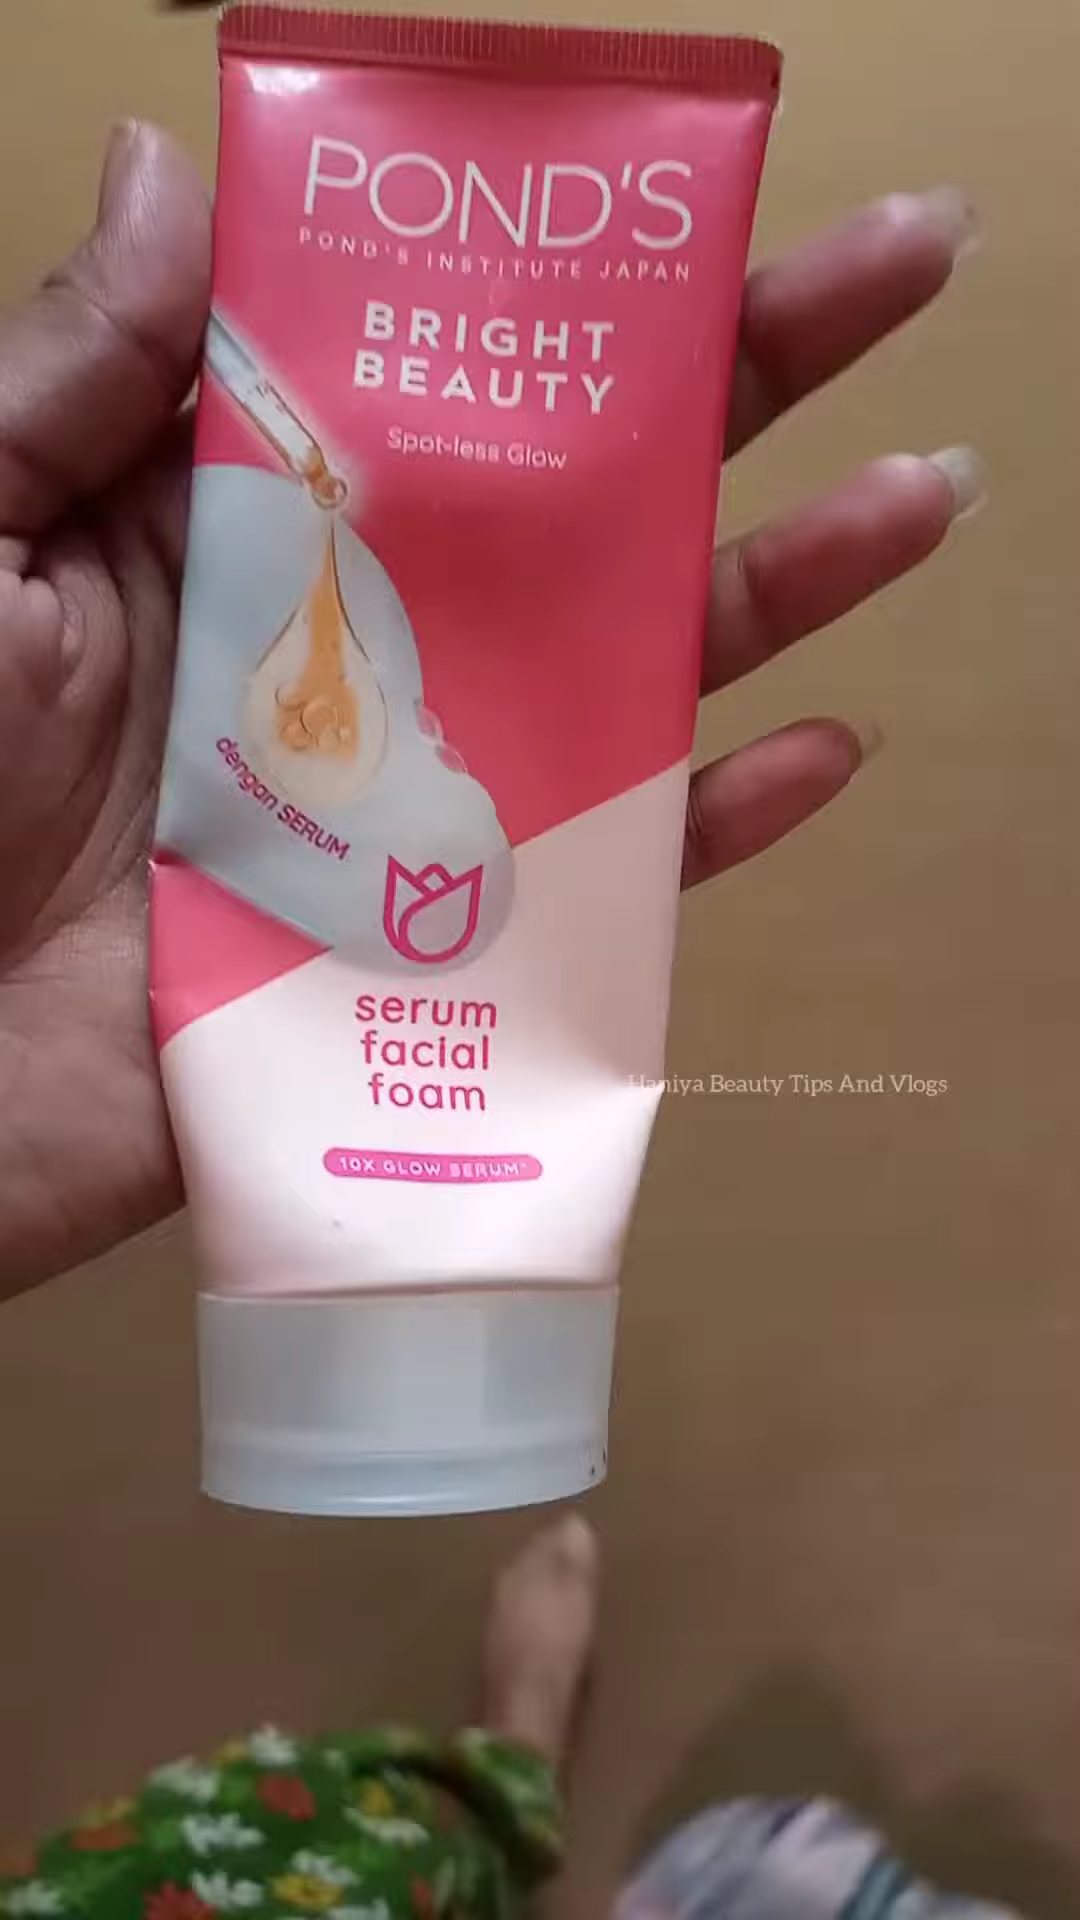 POND'S
POND'S INSTITUTE JAPAN
BRIGHT
BEAUTY
Spot-less Glow
dengan SERUM
serum
facial
foam
10X GLOW SERUM*
Haniya Beauty Tips And Vlogs